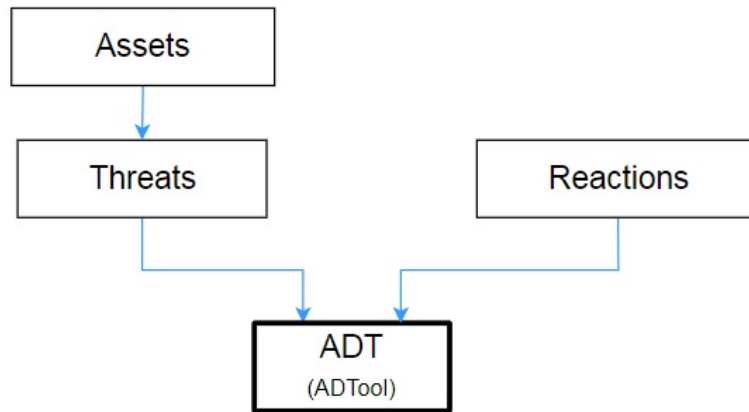 Assets
Threats
Reactions
ADT
(ADTool)